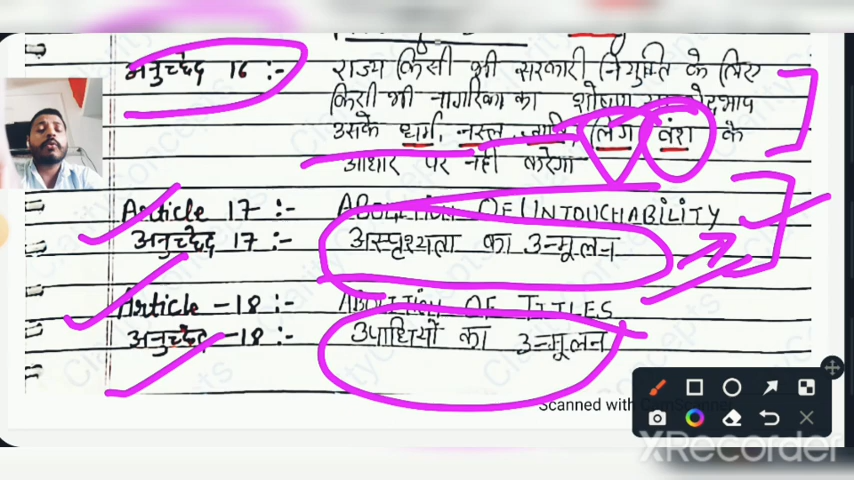 अनुच्छेद 16 :- राज्य किसी भी सरकारी नियुक्ति के लिए
किसी भी नागरिक का शोषण
उसके धर्म, नस्ल, जाति, लिंग वंश के
आधार पर नही करेगा
Article 17 :- ABOLITION OF UNTOUCHABILITY
अनुच्छेद 17 :- अस्पृश्यता का उन्मूलन
Article -18 :- ABOLITION OF TITLES
अनुच्छेद -18 :- उपाधियों का उन्मूलन
Scanned with
XRecorder